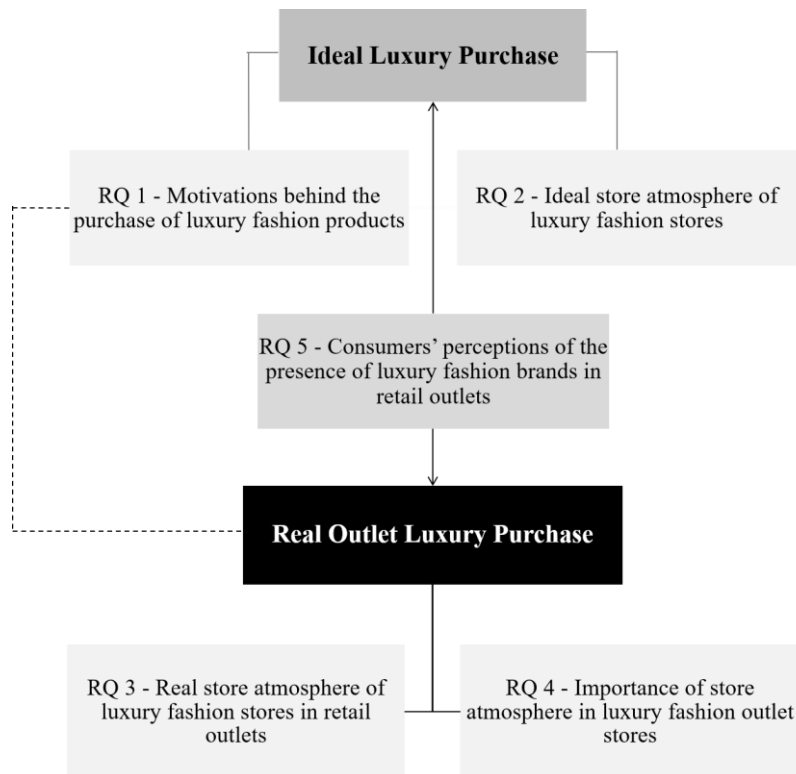 Ideal Luxury Purchase
RQ 1 - Motivations behind the
purchase of luxury fashion products
RQ 2 - Ideal store atmosphere of
luxury fashion stores
RQ 5 - Consumers’ perceptions of the
presence of luxury fashion brands in
retail outlets
Real Outlet Luxury Purchase
RQ 3 - Real store atmosphere of
luxury fashion stores in retail
outlets
RQ 4 - Importance of store
atmosphere in luxury fashion outlet
stores